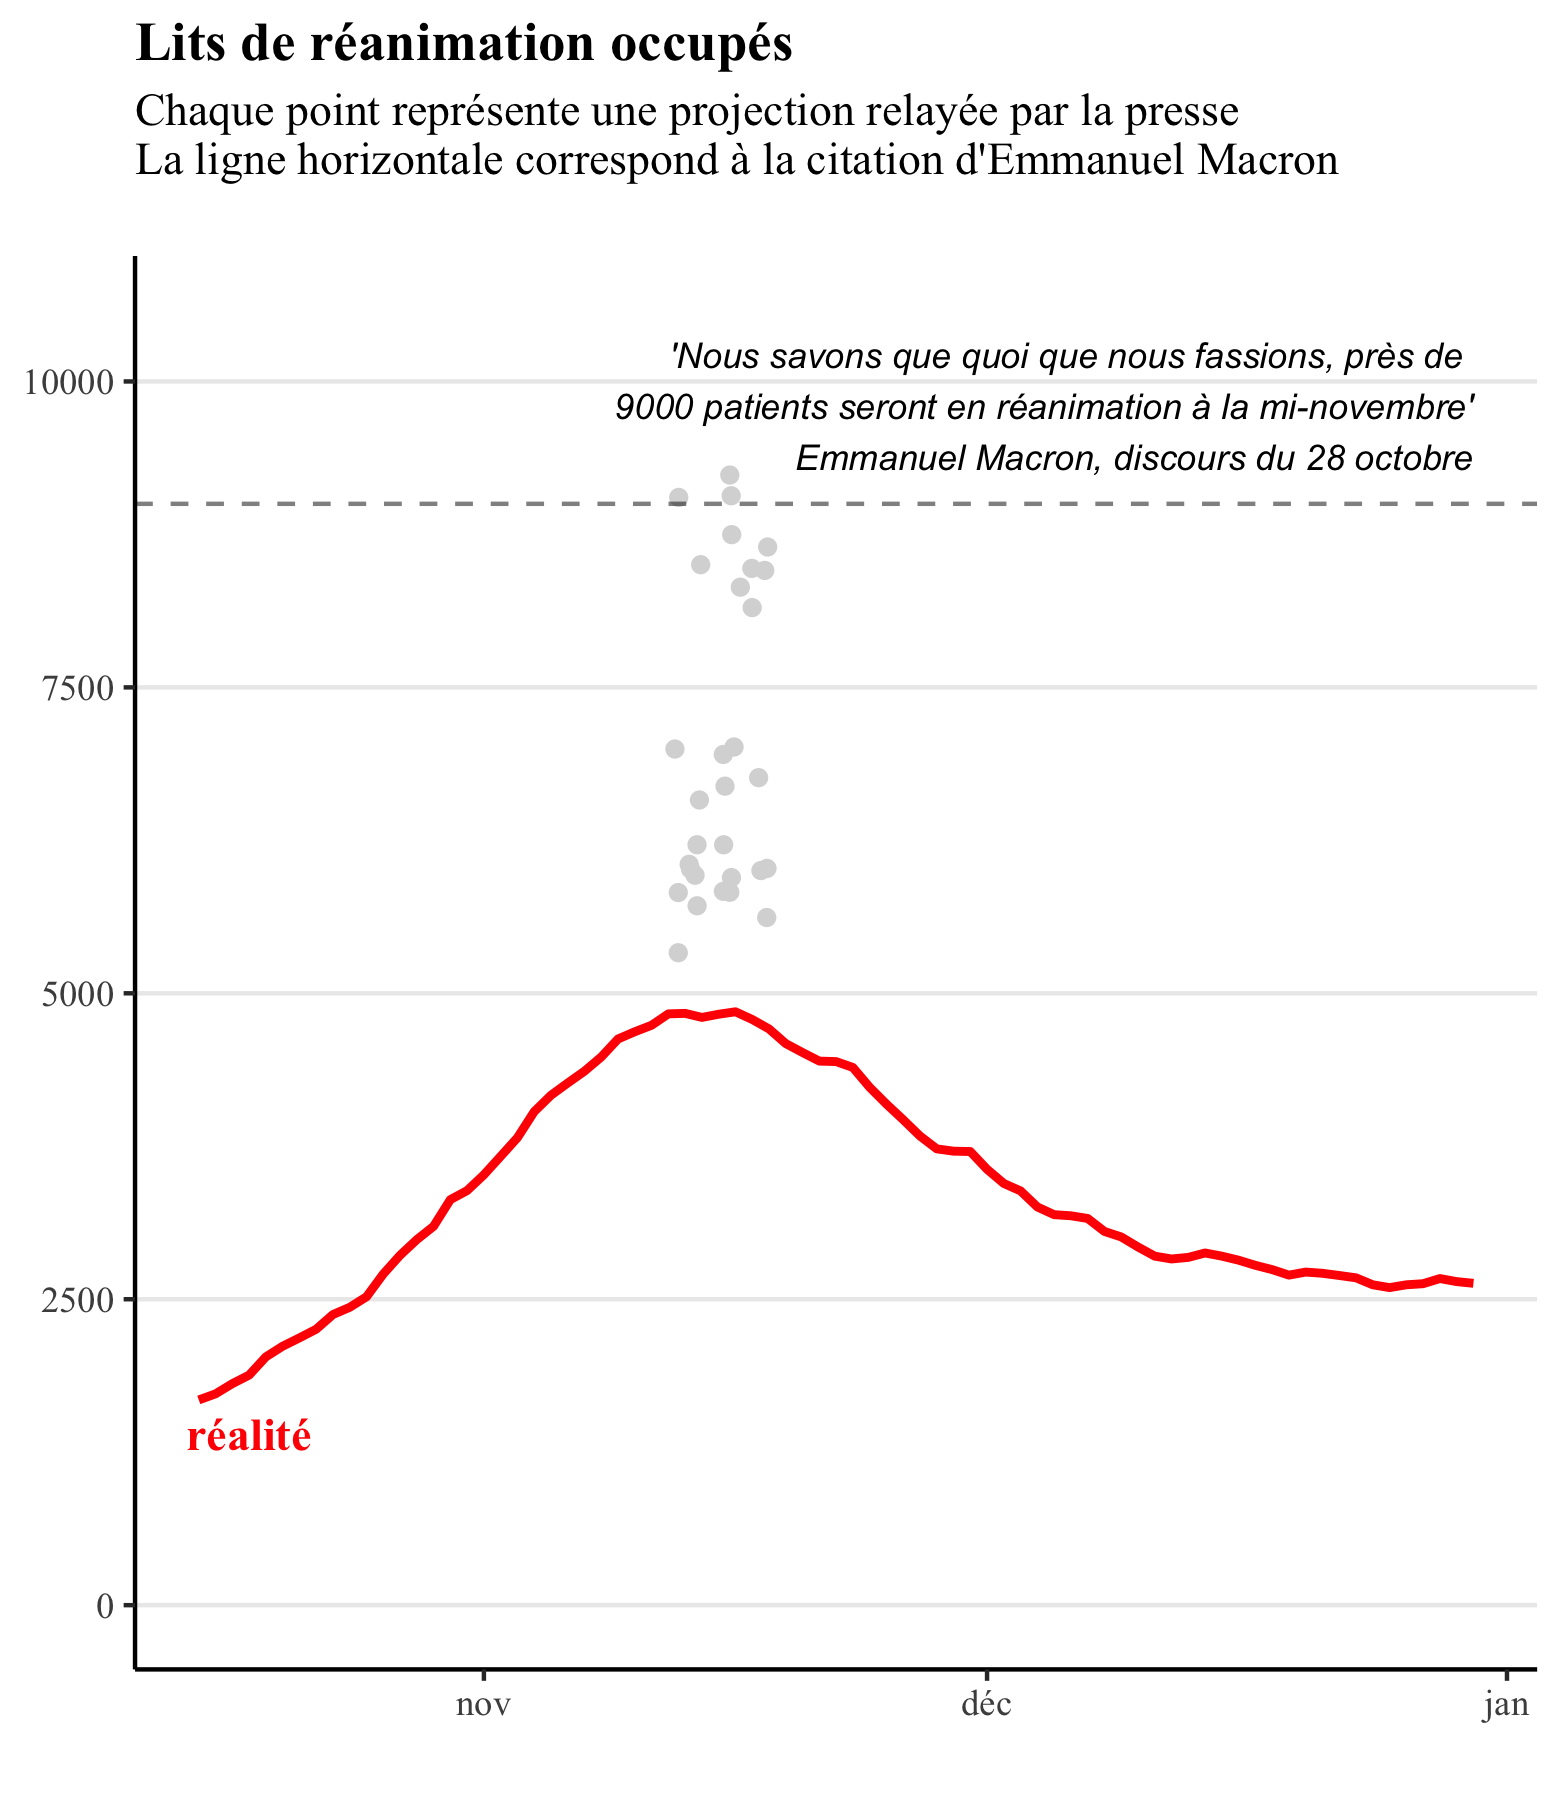 Lits de réanimation occupés
Chaque point représente une projection relayée par la presse
La ligne horizontale correspond à la citation d'Emmanuel Macron
'Nous savons que quoi que nous fassions, près de
9000 patients seront en réanimation à la mi-novembre'
Emmanuel Macron, discours du 28 octobre
10000
7500
5000
2500
0
réalité
nov
déc
jan